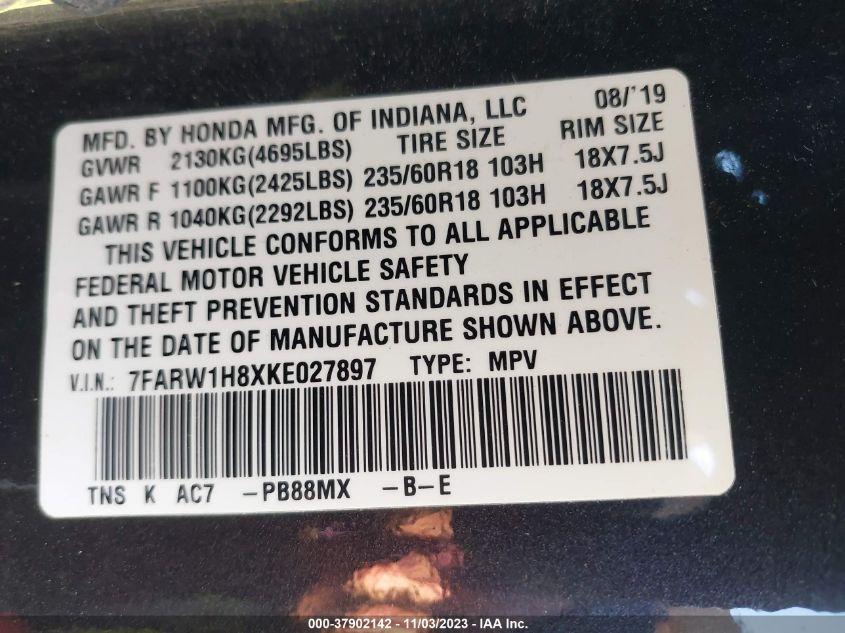 MFD. BY HONDA MFG. OF INDIANA, LLC 08/'19
GVWR 2130KG(4695LBS) TIRE SIZE RIM SIZE
GAWR F 1100KG(2425LBS) 235/60R18 103H 18X7.5J
GAWR R 1040KG(2292LBS) 235/60R18 103H 18X7.5J
THIS VEHICLE CONFORMS TO ALL APPLICABLE
FEDERAL MOTOR VEHICLE SAFETY
AND THEFT PREVENTION STANDARDS IN EFFECT
ON THE DATE OF MANUFACTURE SHOWN ABOVE.
V.I.N.: 7FARW1H8XKE027897 TYPE: MPV
TNS K AC7 -PB88MX -B-E
000-37902142 - 11/03/2023 - IAA Inc.